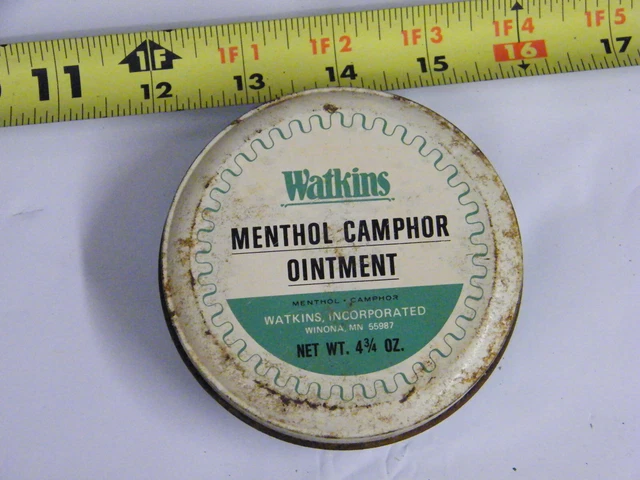 11 1F 1F1 1F2 1F3 1F4 1F5
12 13 14 15 16 17
Watkins
MENTHOL CAMPHOR
OINTMENT
MENTHOL • CAMPHOR
WATKINS, INCORPORATED
WINONA, MN 55987
NET WT. 4¾ OZ.